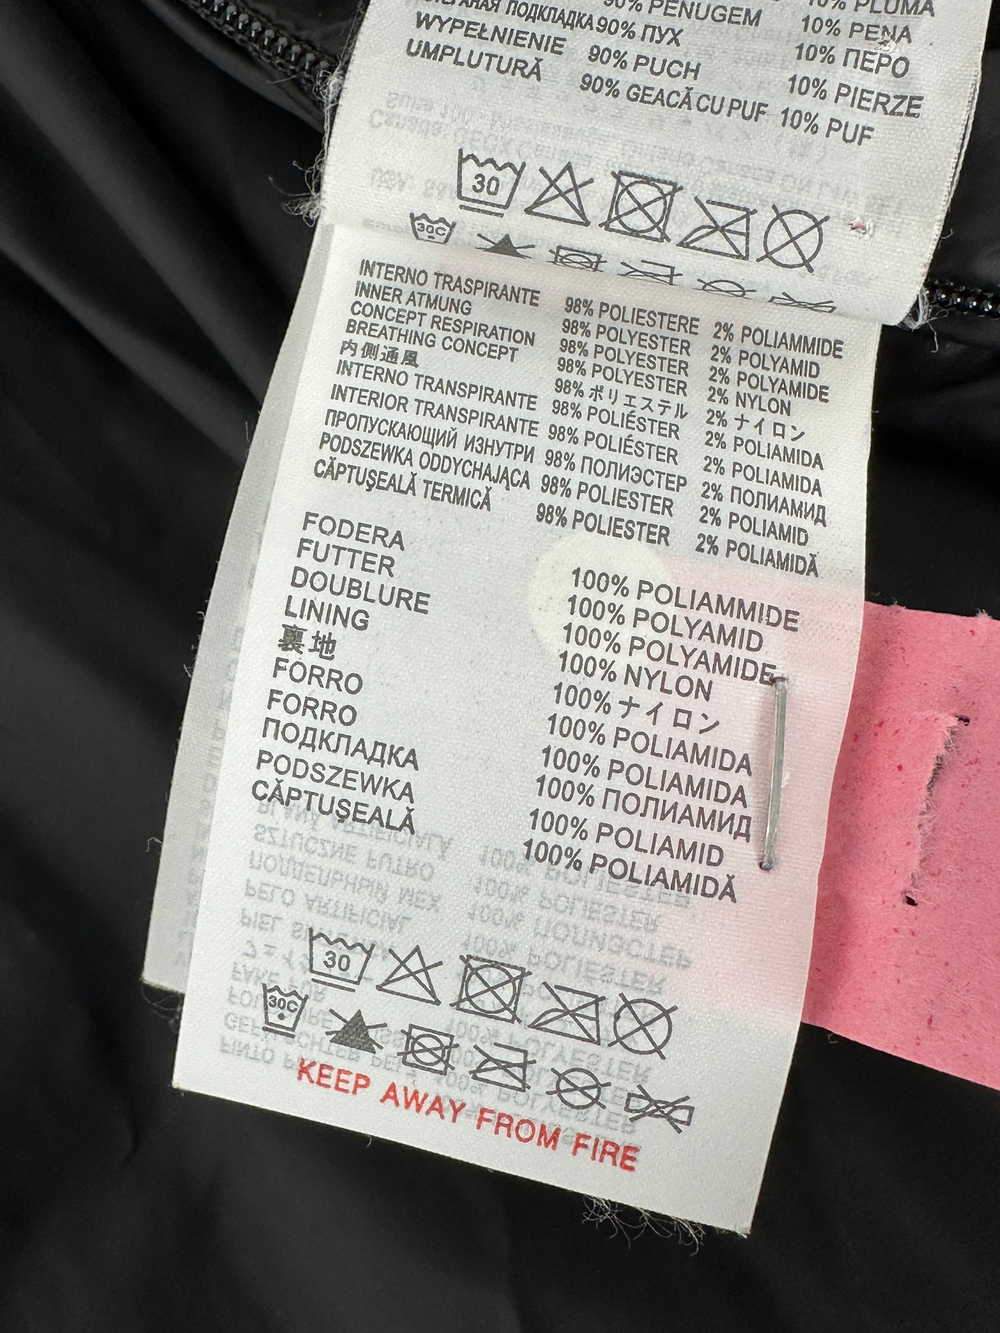 ПОДКЛАДКА 90% ПУХ 10% ПЕРО
90% PENUGEM 10% PENA
WYPEŁNIENIE 90% PUCH 10% PIERZE
UMPLUTURĂ 90% GEACĂ CU PUF 10% PUF
30
30C
INTERNO TRASPIRANTE 98% POLIESTERE 2% POLIAMMIDE
INNER ATMUNG 98% POLYESTER 2% POLYAMID
CONCEPT RESPIRATION 98% POLYESTER 2% POLYAMIDE
BREATHING CONCEPT 98% POLYESTER 2% NYLON
内側通風 98% ポリエステル 2% ナイロン
INTERNO TRANSPIRANTE 98% POLIÉSTER 2% POLIAMIDA
INTERIOR TRANSPIRANTE 98% POLIÉSTER 2% POLIAMIDA
ПРОПУСКАЮЩИЙ ИЗНУТРИ 98% ПОЛИЭСТЕР 2% ПОЛИАМИД
PODSZEWKA ODDYCHAJĄCA 98% POLIESTER 2% POLIAMID
CĂPTUŞEALĂ TERMICĂ 98% POLIESTER 2% POLIAMIDĂ
FODERA 100% POLIAMMIDE
FUTTER 100% POLYAMID
DOUBLURE 100% POLYAMIDE
LINING 100% NYLON
裏地 100% ナイロン
FORRO 100% POLIAMIDA
FORRO 100% POLIAMIDA
ПОДКЛАДКА 100% ПОЛИАМИД
PODSZEWKA 100% POLIAMID
CĂPTUŞEALĂ 100% POLIAMIDĂ
30
30C
KEEP AWAY FROM FIRE